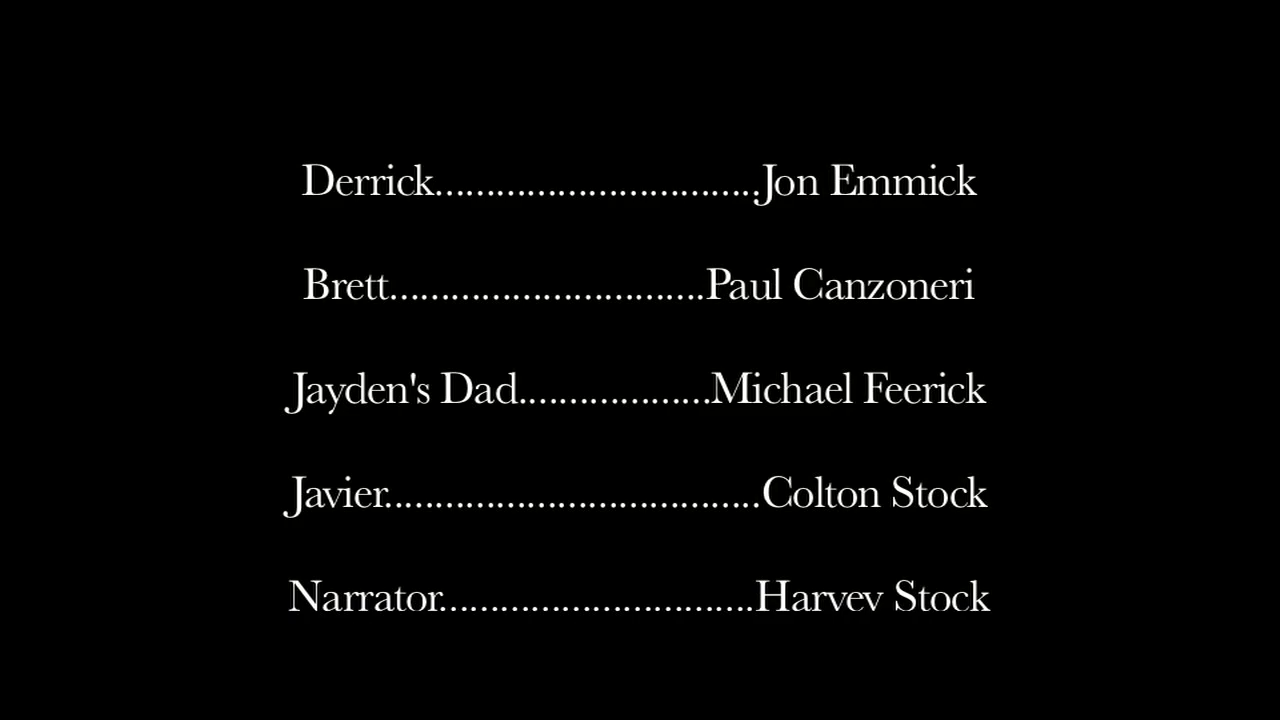 Derrick...............................Jon Emmick
Brett..............................Paul Canzoneri
Jayden's Dad..................Michael Feerick
Javier....................................Colton Stock
Narrator..............................Harvey Stock